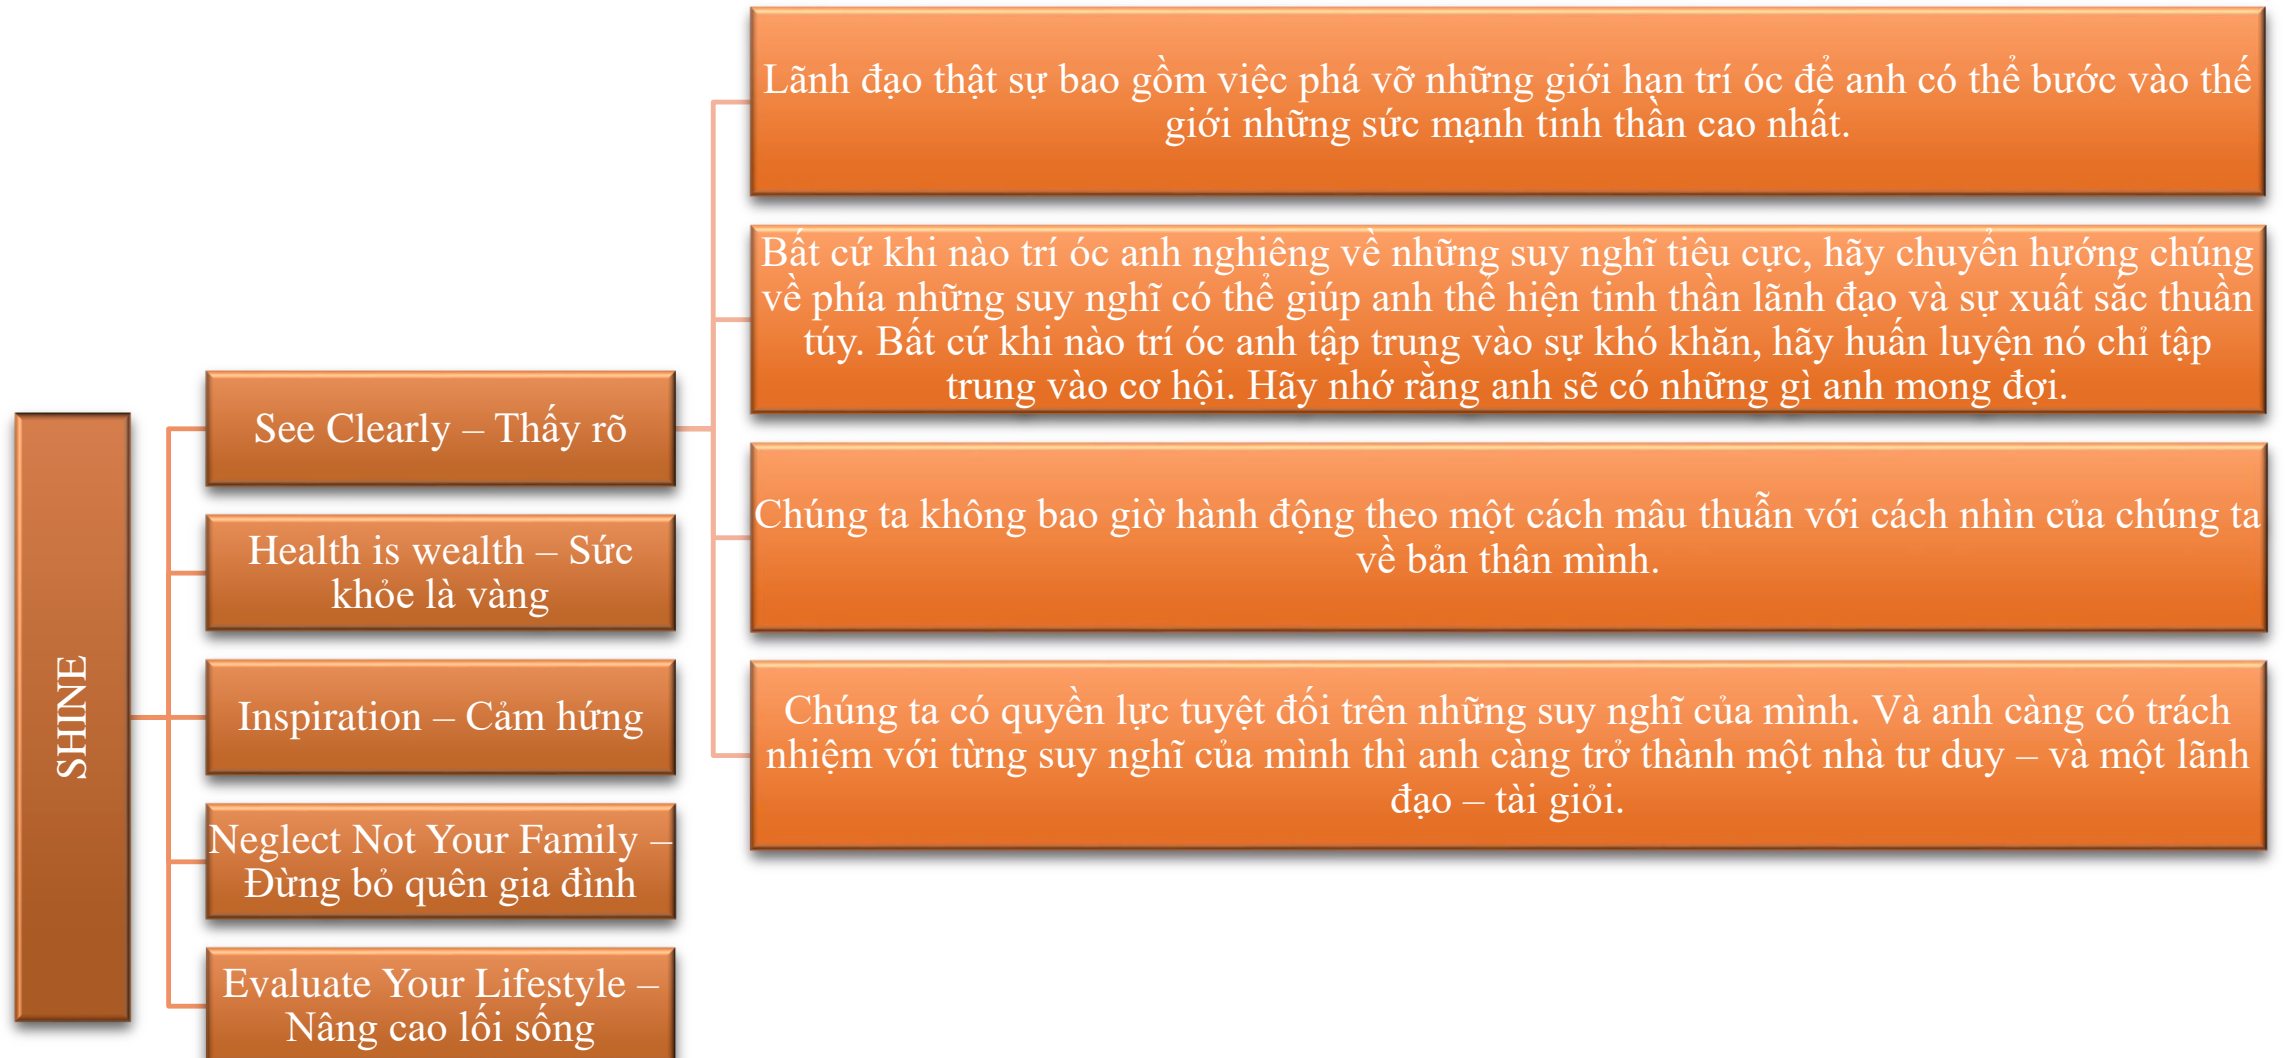 SHINE
See Clearly – Thấy rõ
Lãnh đạo thật sự bao gồm việc phá vỡ những giới hạn trí óc để anh có thể bước vào thế
giới những sức mạnh tinh thần cao nhất.
Bất cứ khi nào trí óc anh nghiêng về những suy nghĩ tiêu cực, hãy chuyển hướng chúng
về phía những suy nghĩ có thể giúp anh thể hiện tinh thần lãnh đạo và sự xuất sắc thuần
túy. Bất cứ khi nào trí óc anh tập trung vào sự khó khăn, hãy huấn luyện nó chỉ tập
trung vào cơ hội. Hãy nhớ rằng anh sẽ có những gì anh mong đợi.
Chúng ta không bao giờ hành động theo một cách mâu thuẫn với cách nhìn của chúng ta
về bản thân mình.
Chúng ta có quyền lực tuyệt đối trên những suy nghĩ của mình. Và anh càng có trách
nhiệm với từng suy nghĩ của mình thì anh càng trở thành một nhà tư duy – và một lãnh
đạo – tài giỏi.
Health is wealth – Sức
khỏe là vàng
Inspiration – Cảm hứng
Neglect Not Your Family –
Đừng bỏ quên gia đình
Evaluate Your Lifestyle –
Nâng cao lối sống